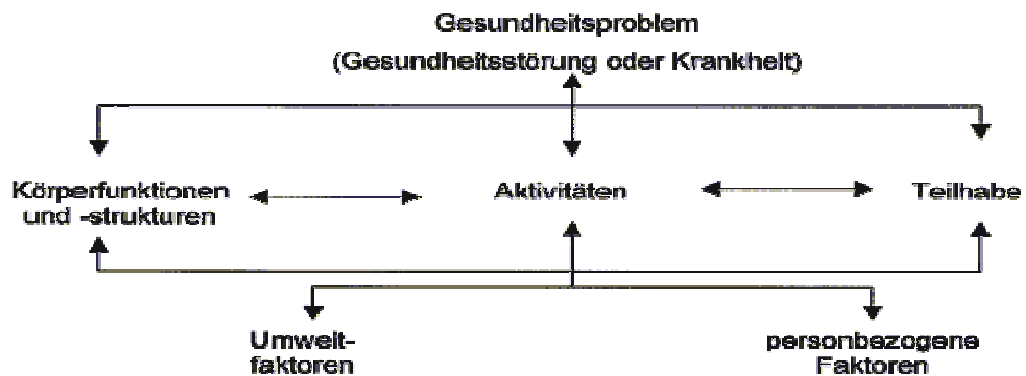 Gesundheitsproblem
(Gesundheitsstörung oder Krankheit)
Körperfunktionen
und -strukturen
Aktivitäten
Teilhabe
Umwelt-
faktoren
personbezogene
Faktoren